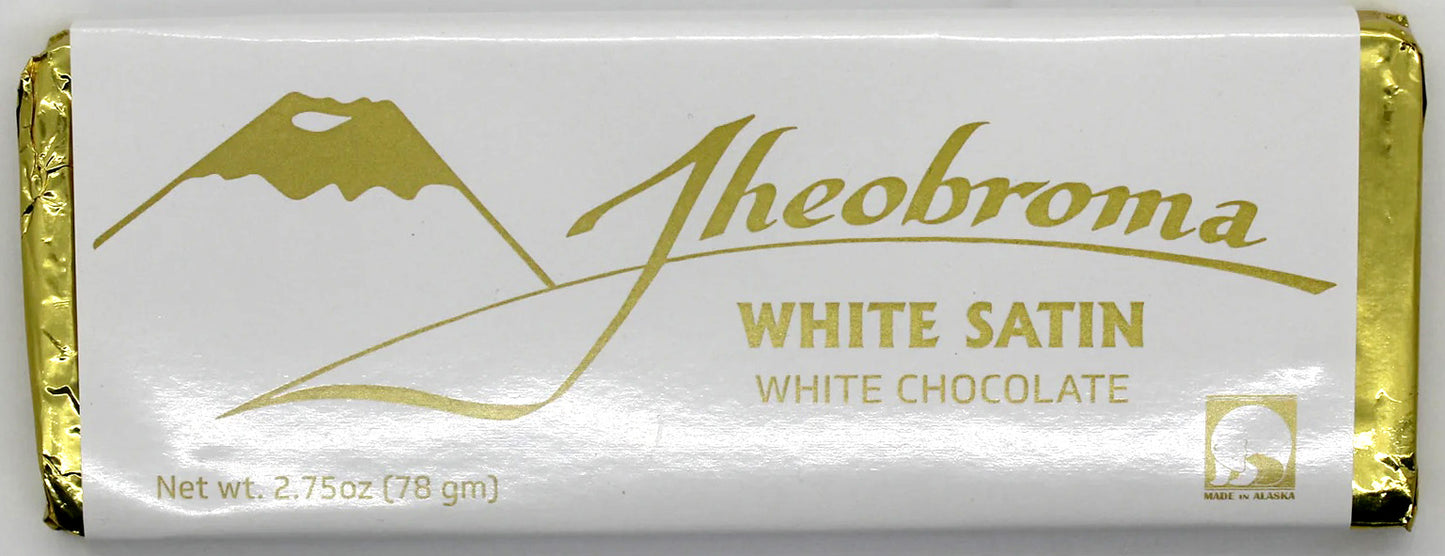 Theobroma
WHITE SATIN
WHITE CHOCOLATE
Net wt. 2.75oz (78 gm)
MADE IN ALASKA